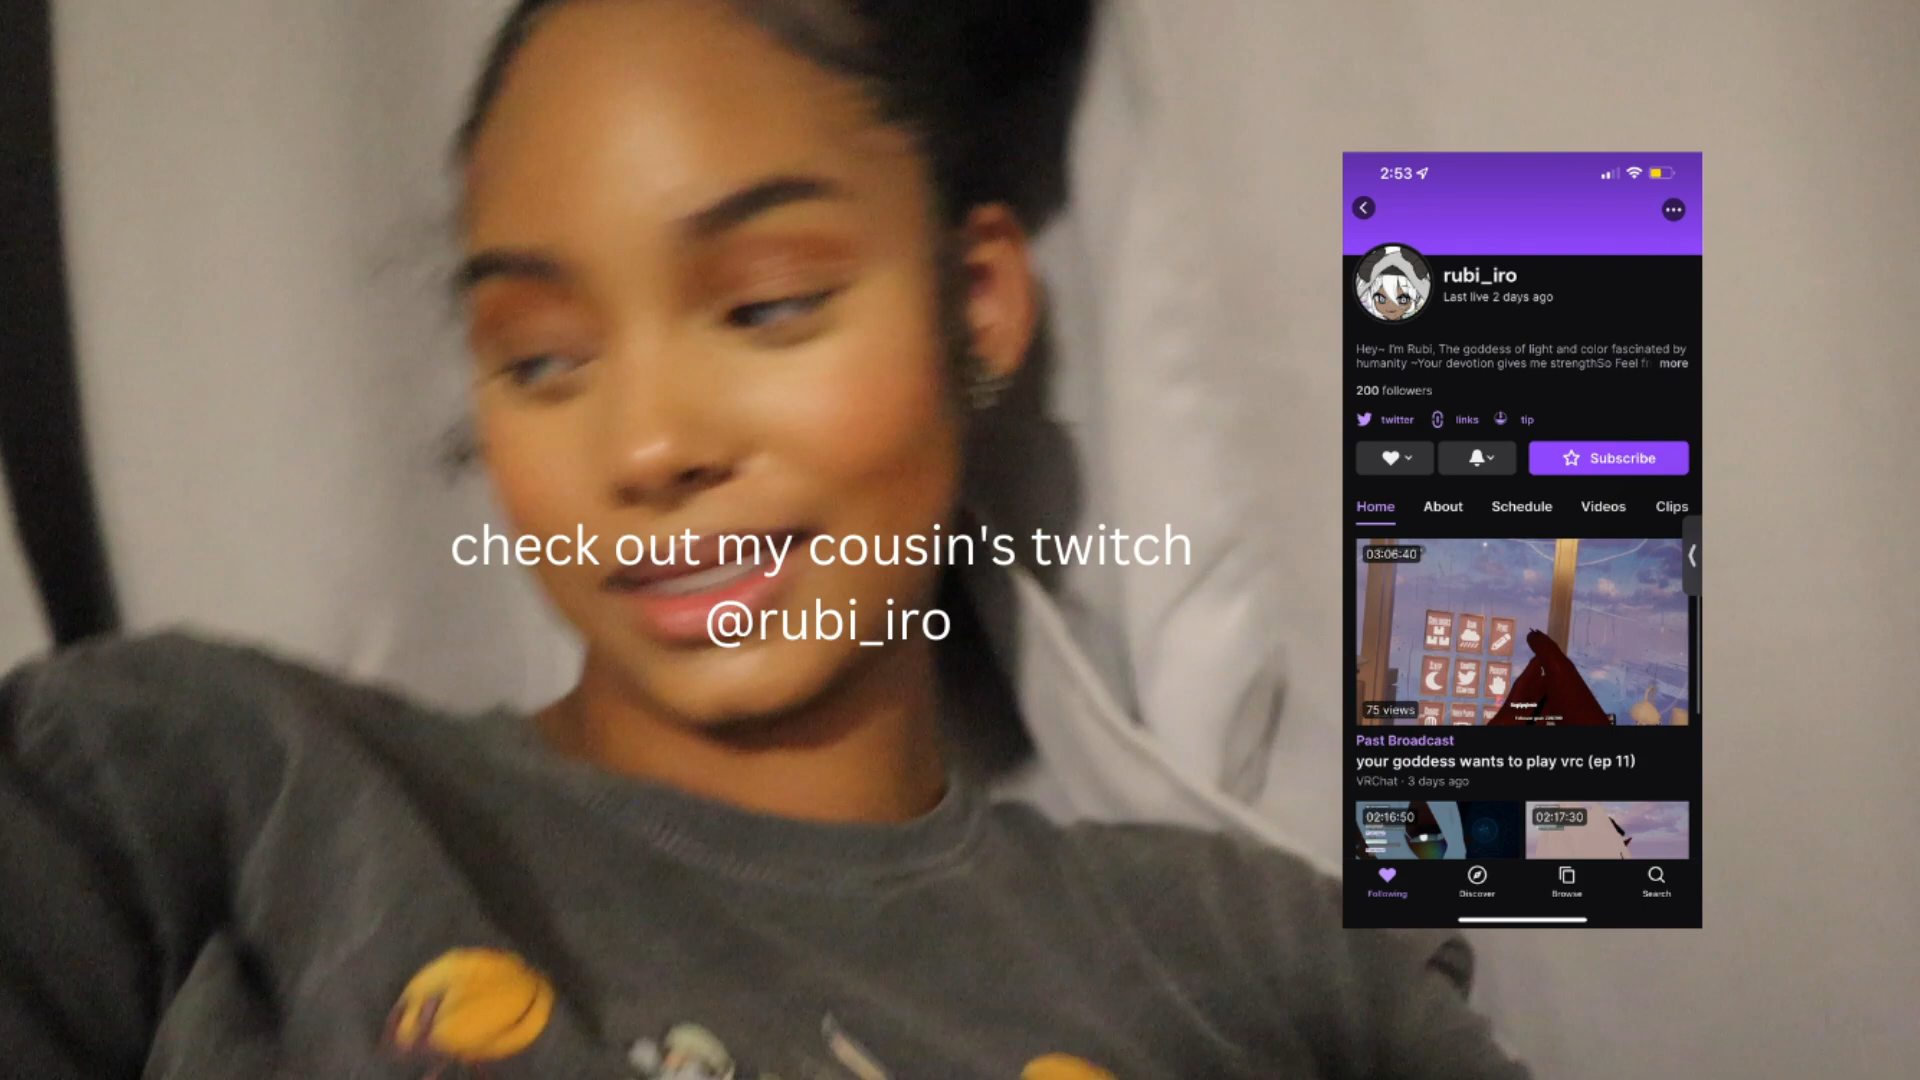 check out my cousin's twitch
@rubi_iro
2:53
rubi_iro
Last live 2 days ago
Hey~ I'm Rubi, The goddess of light and color fascinated by
humanity ~Your devotion gives me strengthSo Feel fr more
200 followers
twitter links tip
Subscribe
Home About Schedule Videos Clips
03:06:40
75 views
Past Broadcast
your goddess wants to play vrc (ep 11)
VRChat · 3 days ago
02:16:50 02:17:30
Following Discover Browse Search